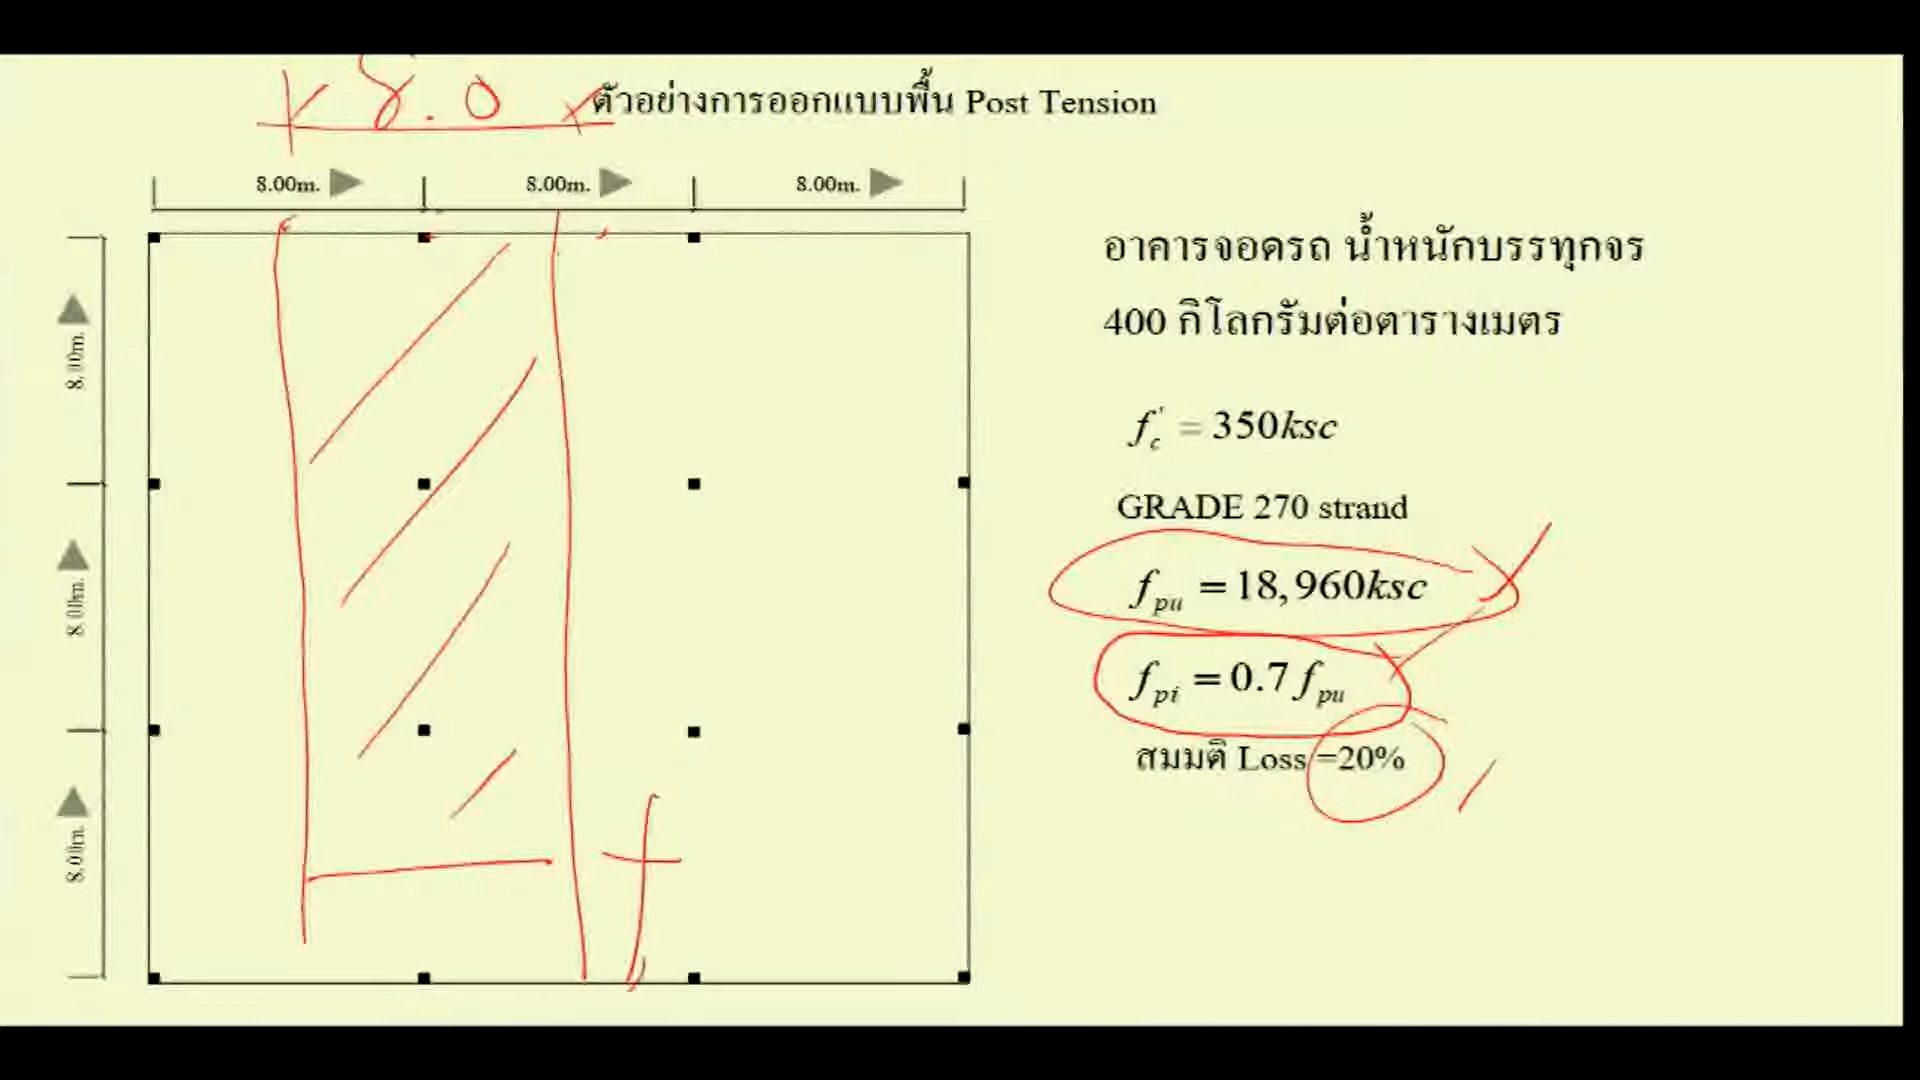 8.0
ตัวอย่างการออกแบบพื้น Post Tension
8.00m. 8.00m. 8.00m.
8.00m.
8.00m.
8.00m.
อาคารจอดรถ น้ำหนักบรรทุกจร
400 กิโลกรัมต่อตารางเมตร
f'c = 350ksc
GRADE 270 strand
fpu = 18,960ksc
fpi = 0.7 fpu
สมมติ Loss =20%